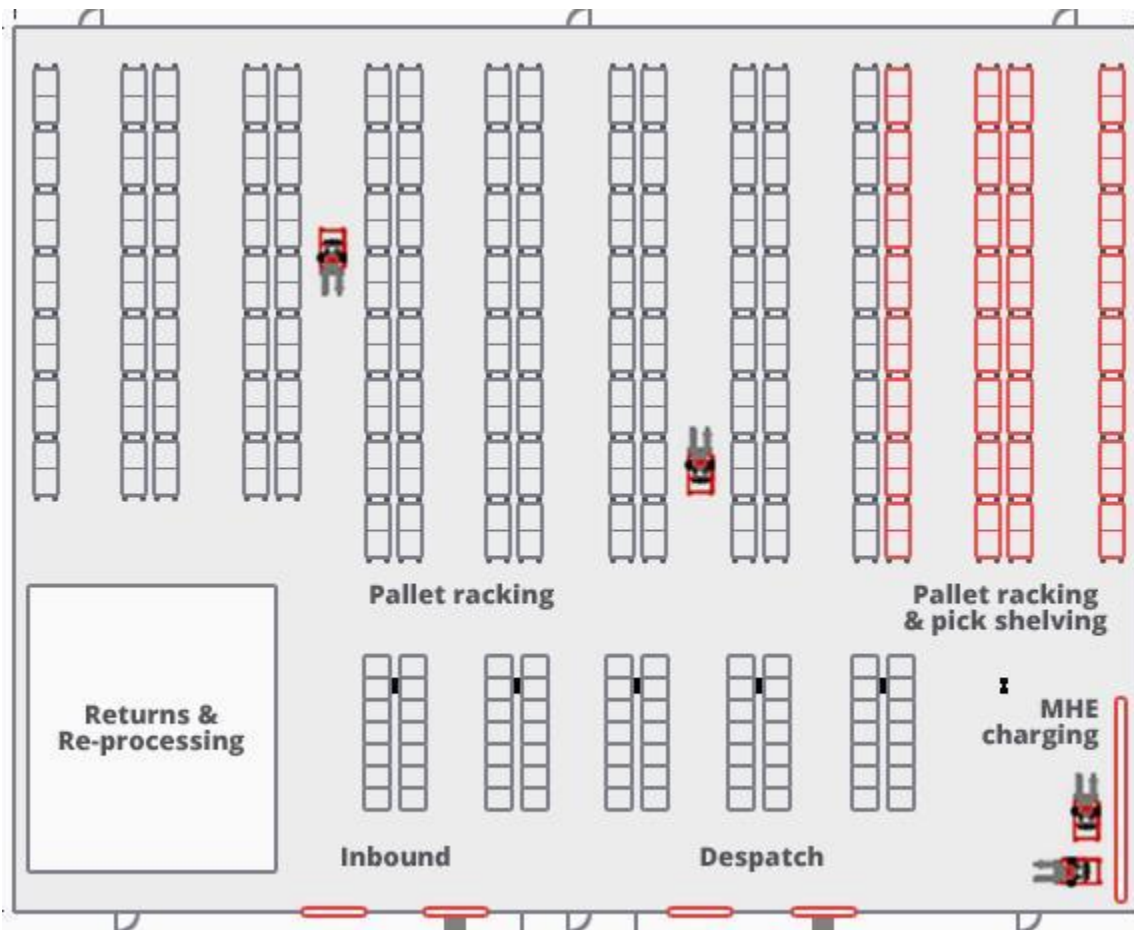 Pallet racking
Pallet racking
& pick shelving
Returns &
Re-processing
MHE
charging
Inbound
Despatch